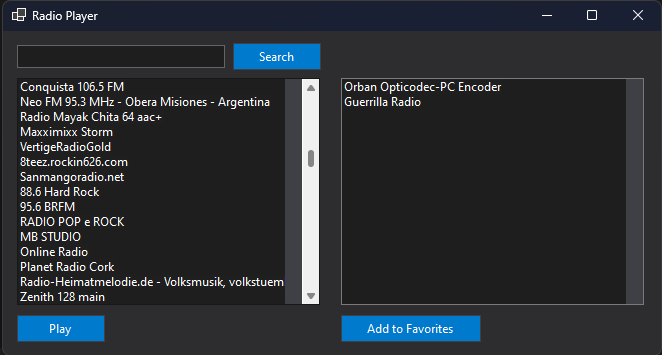 Radio Player
Search
Conquista 106.5 FM
Neo FM 95.3 MHz - Obera Misiones - Argentina
Radio Mayak Chita 64 aac+
Maxximixx Storm
VertigeRadioGold
8teez.rockin626.com
Sanmangoradio.net
88.6 Hard Rock
95.6 BRFM
RADIO POP e ROCK
MB STUDIO
Online Radio
Planet Radio Cork
Radio-Heimatmelodie.de - Volksmusik, volkstuem
Zenith 128 main
Play
Orban Opticodec-PC Encoder
Guerrilla Radio
Add to Favorites